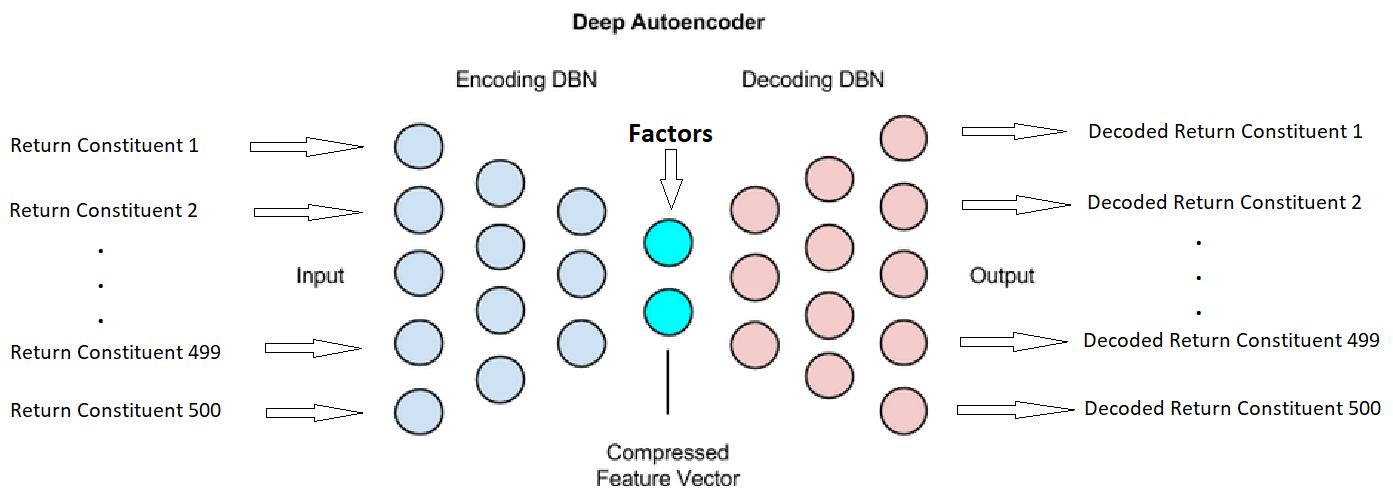 Deep Autoencoder
Encoding DBN
Decoding DBN
Factors
Return Constituent 1
Return Constituent 2
.
.
.
Return Constituent 499
Return Constituent 500
Input
Compressed
Feature Vector
Output
Decoded Return Constituent 1
Decoded Return Constituent 2
.
.
.
Decoded Return Constituent 499
Decoded Return Constituent 500